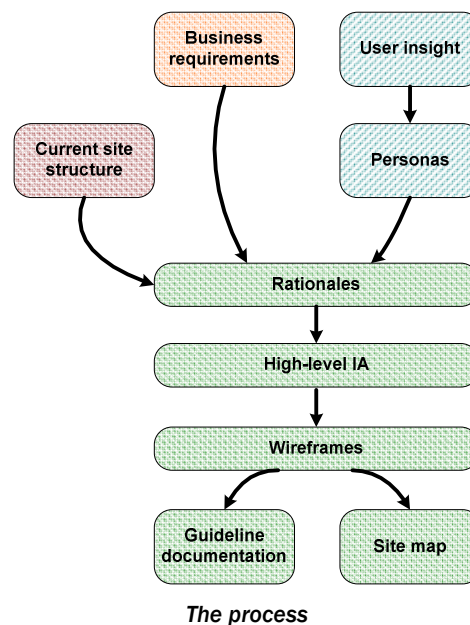 Business
requirements
User insight
Current site
structure
Personas
Rationales
High-level IA
Wireframes
Guideline
documentation
Site map
The process